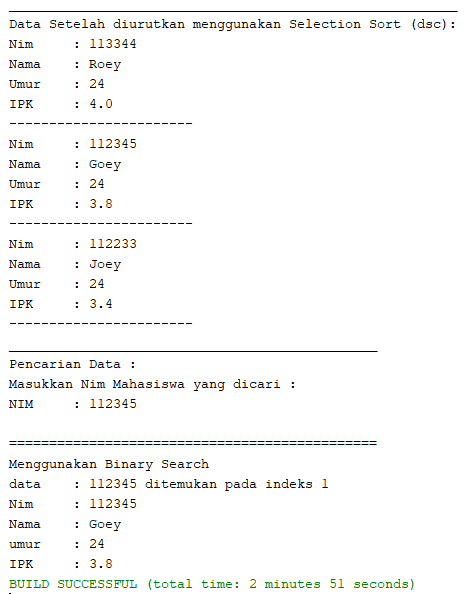 Data Setelah diurutkan menggunakan Selection Sort (dsc):
Nim : 113344
Nama : Roey
Umur : 24
IPK : 4.0
-----------------------
Nim : 112345
Nama : Goey
Umur : 24
IPK : 3.8
-----------------------
Nim : 112233
Nama : Joey
Umur : 24
IPK : 3.4
-----------------------
Pencarian Data :
Masukkan Nim Mahasiswa yang dicari :
NIM : 112345
==============================================
Menggunakan Binary Search
data : 112345 ditemukan pada indeks 1
Nim : 112345
Nama : Goey
umur : 24
IPK : 3.8
BUILD SUCCESSFUL (total time: 2 minutes 51 seconds)